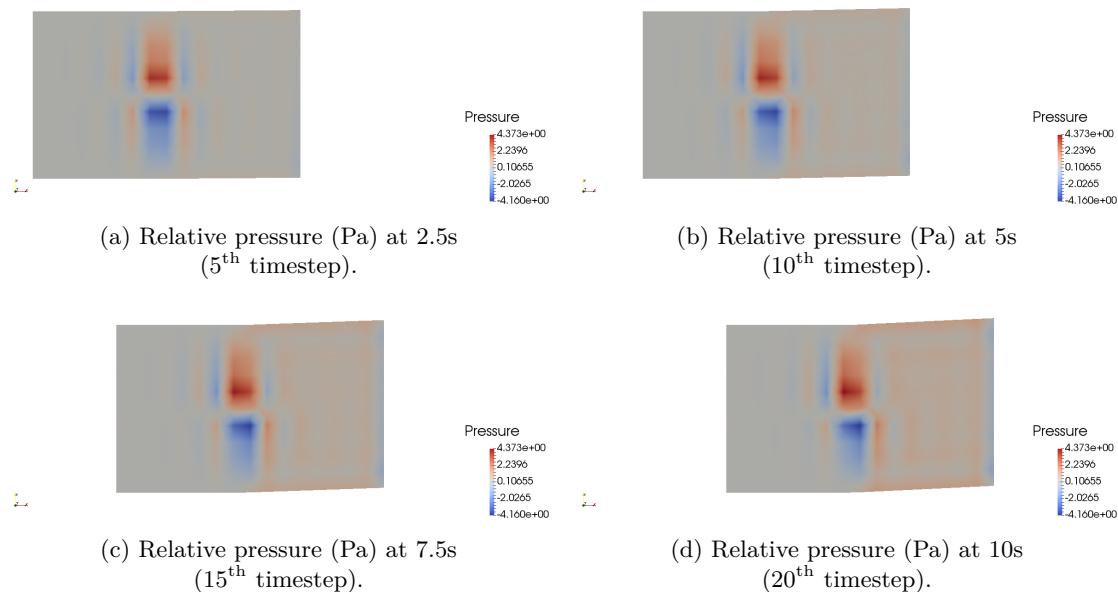 Pressure
4.373e+00
2.2396
0.10655
-2.0265
-4.160e+00
(a) Relative pressure (Pa) at 2.5s
(5th timestep).
Pressure
4.373e+00
2.2396
0.10655
-2.0265
-4.160e+00
(b) Relative pressure (Pa) at 5s
(10th timestep).
Pressure
4.373e+00
2.2396
0.10655
-2.0265
-4.160e+00
(c) Relative pressure (Pa) at 7.5s
(15th timestep).
Pressure
4.373e+00
2.2396
0.10655
-2.0265
-4.160e+00
(d) Relative pressure (Pa) at 10s
(20th timestep).